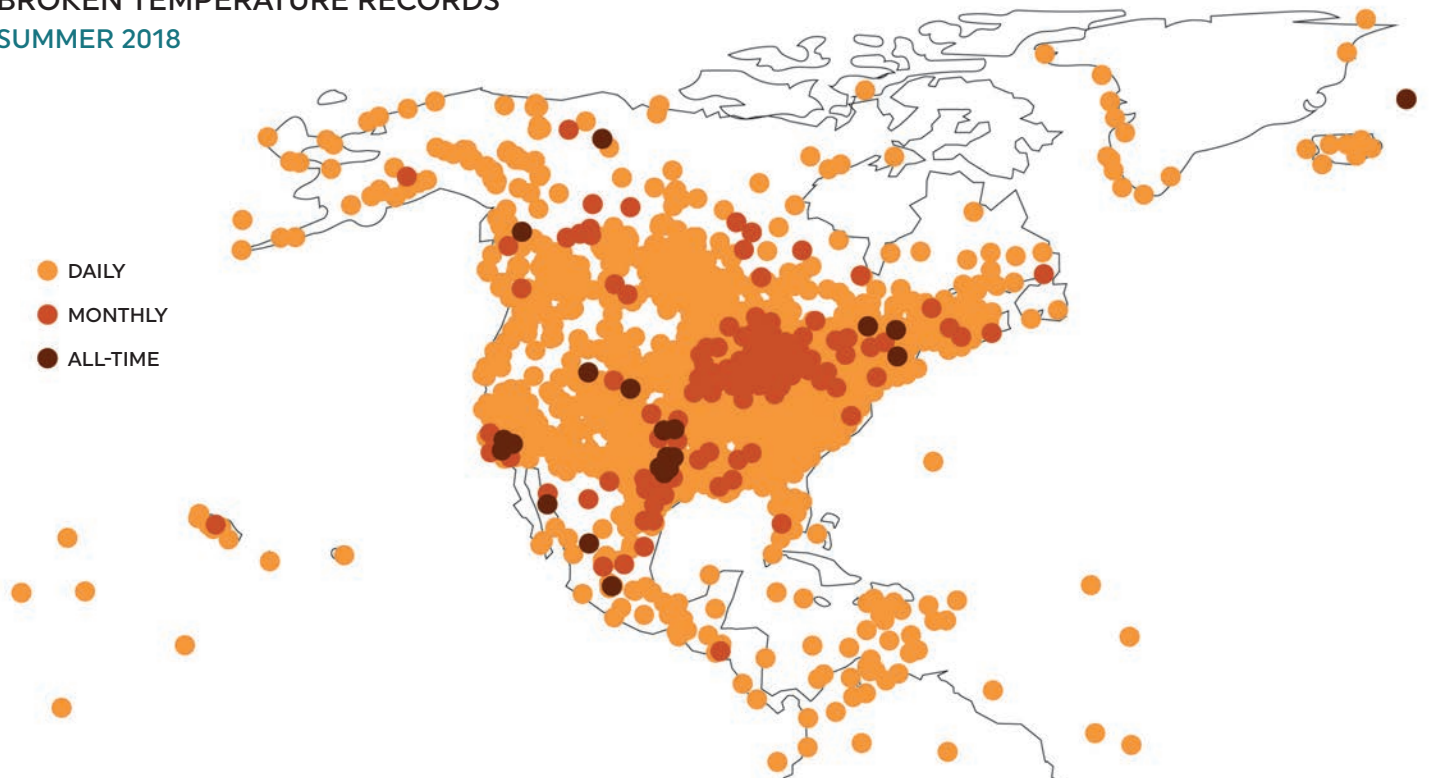 BROKEN TEMPERATURE RECORDS
SUMMER 2018
DAILY
MONTHLY
ALL-TIME